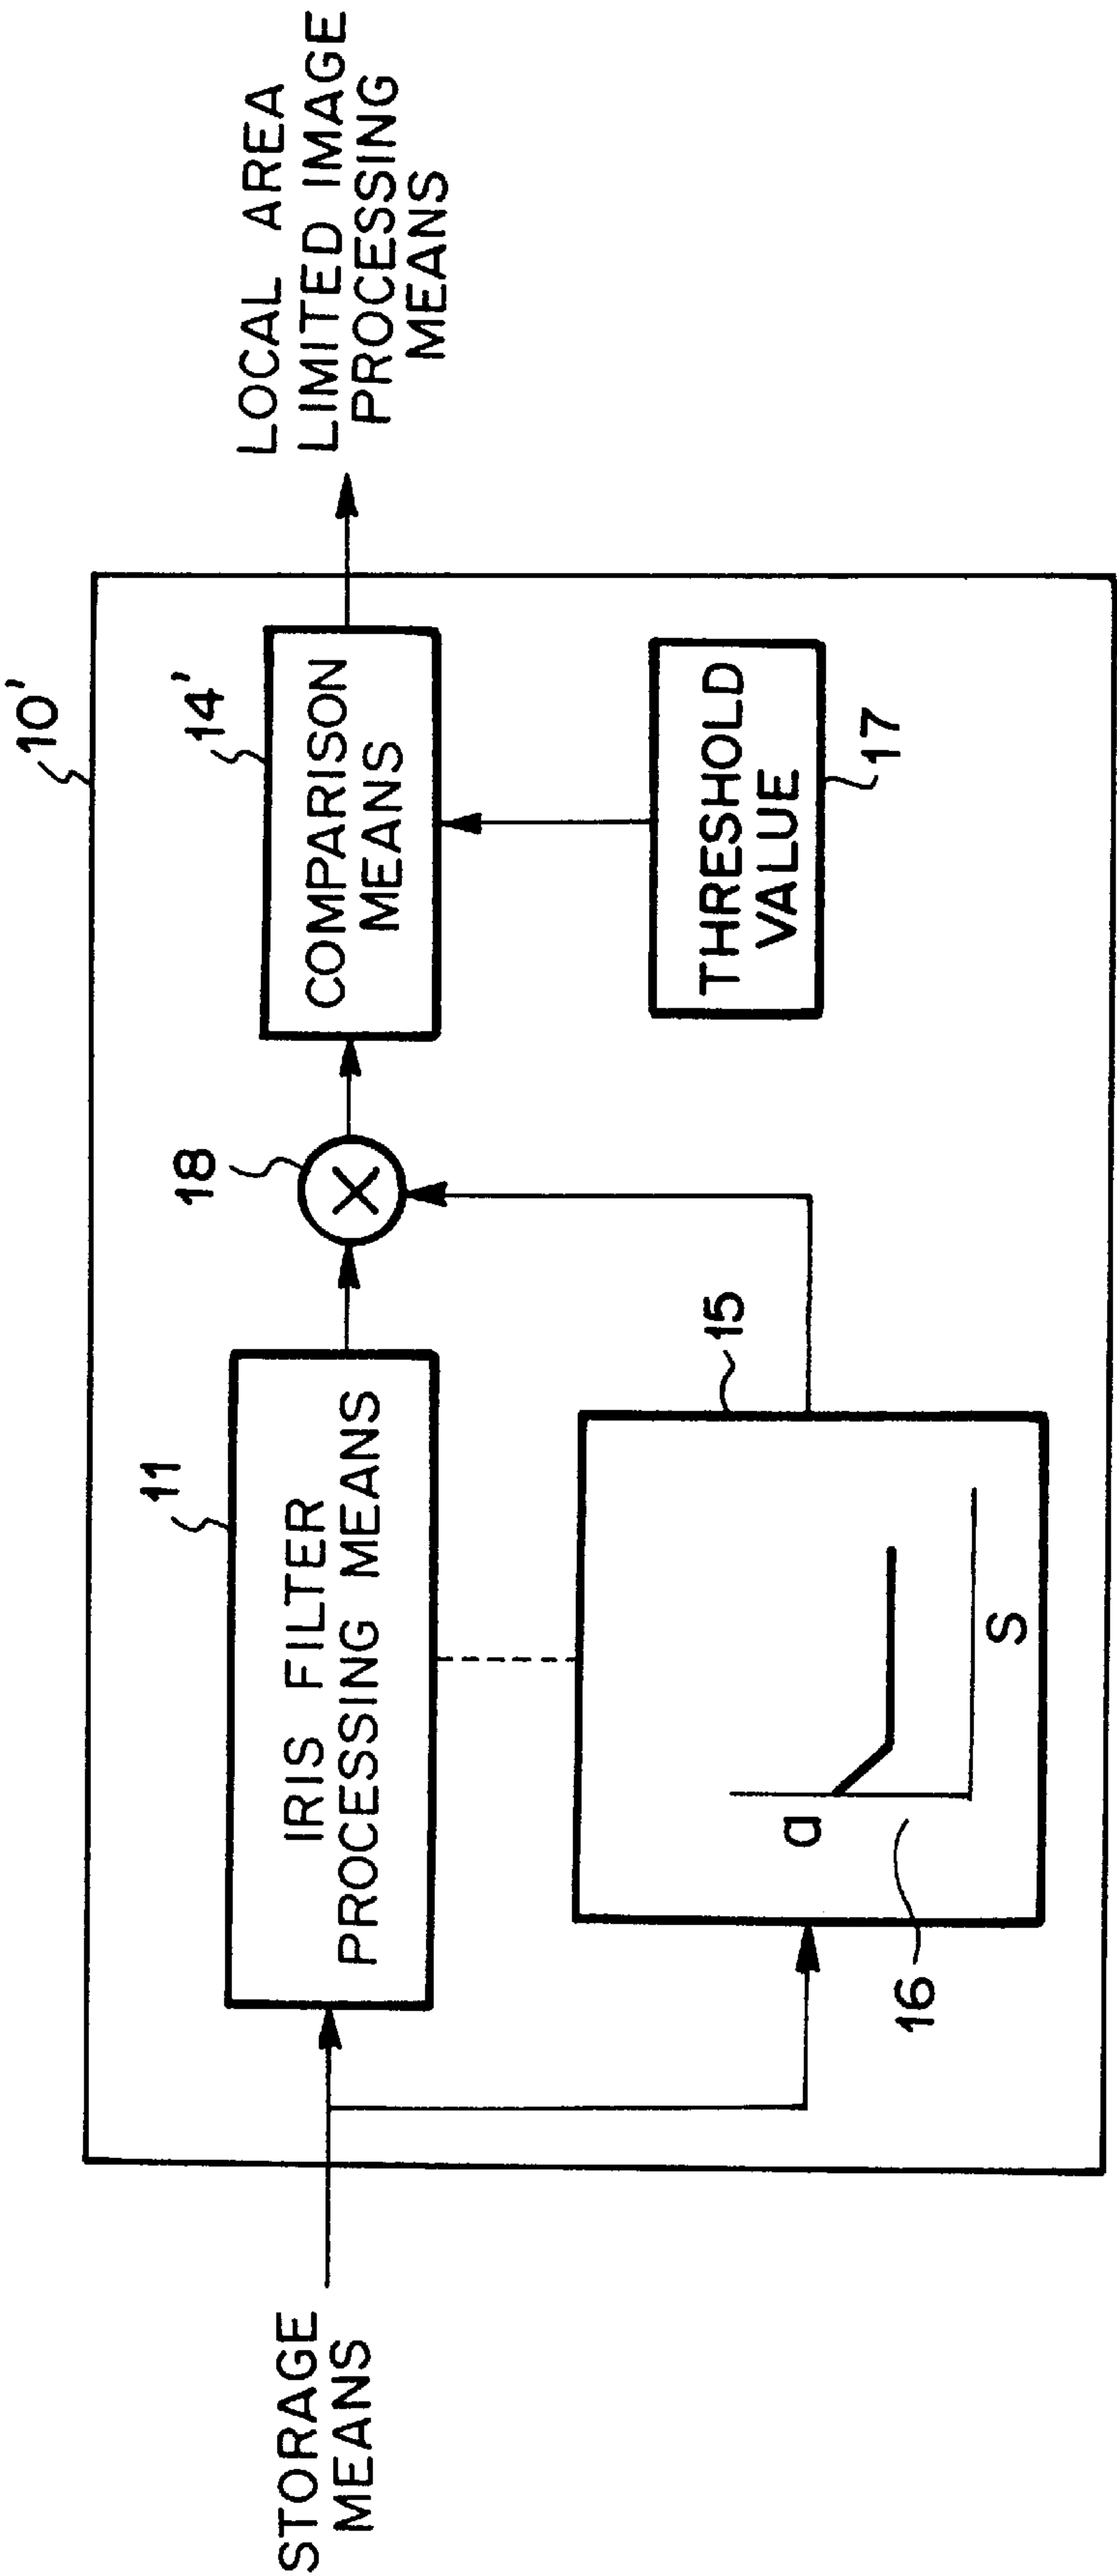 10'
STORAGE
MEANS
11
IRIS FILTER
PROCESSING MEANS
18
14'
COMPARISON
MEANS
LOCAL AREA
LIMITED IMAGE
PROCESSING
MEANS
15
a
16
S
THRESHOLD
VALUE
17